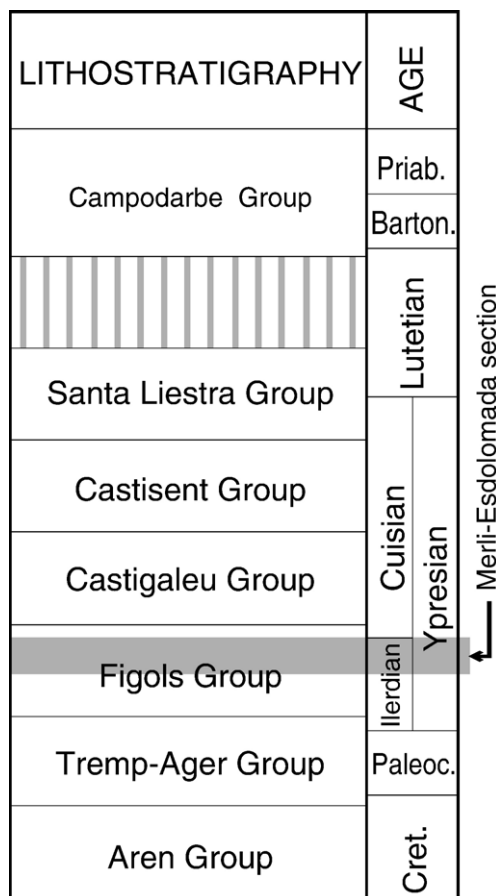 LITHOSTRATIGRAPHY
AGE
Campodarbe Group
Priab.
Barton.
Lutetian
Santa Liestra Group
Castisent Group
Cuisian
Ypresian
Castigaleu Group
Figols Group
Ilerdian
Merli-Esdolomada section
Tremp-Ager Group
Paleoc.
Aren Group
Cret.